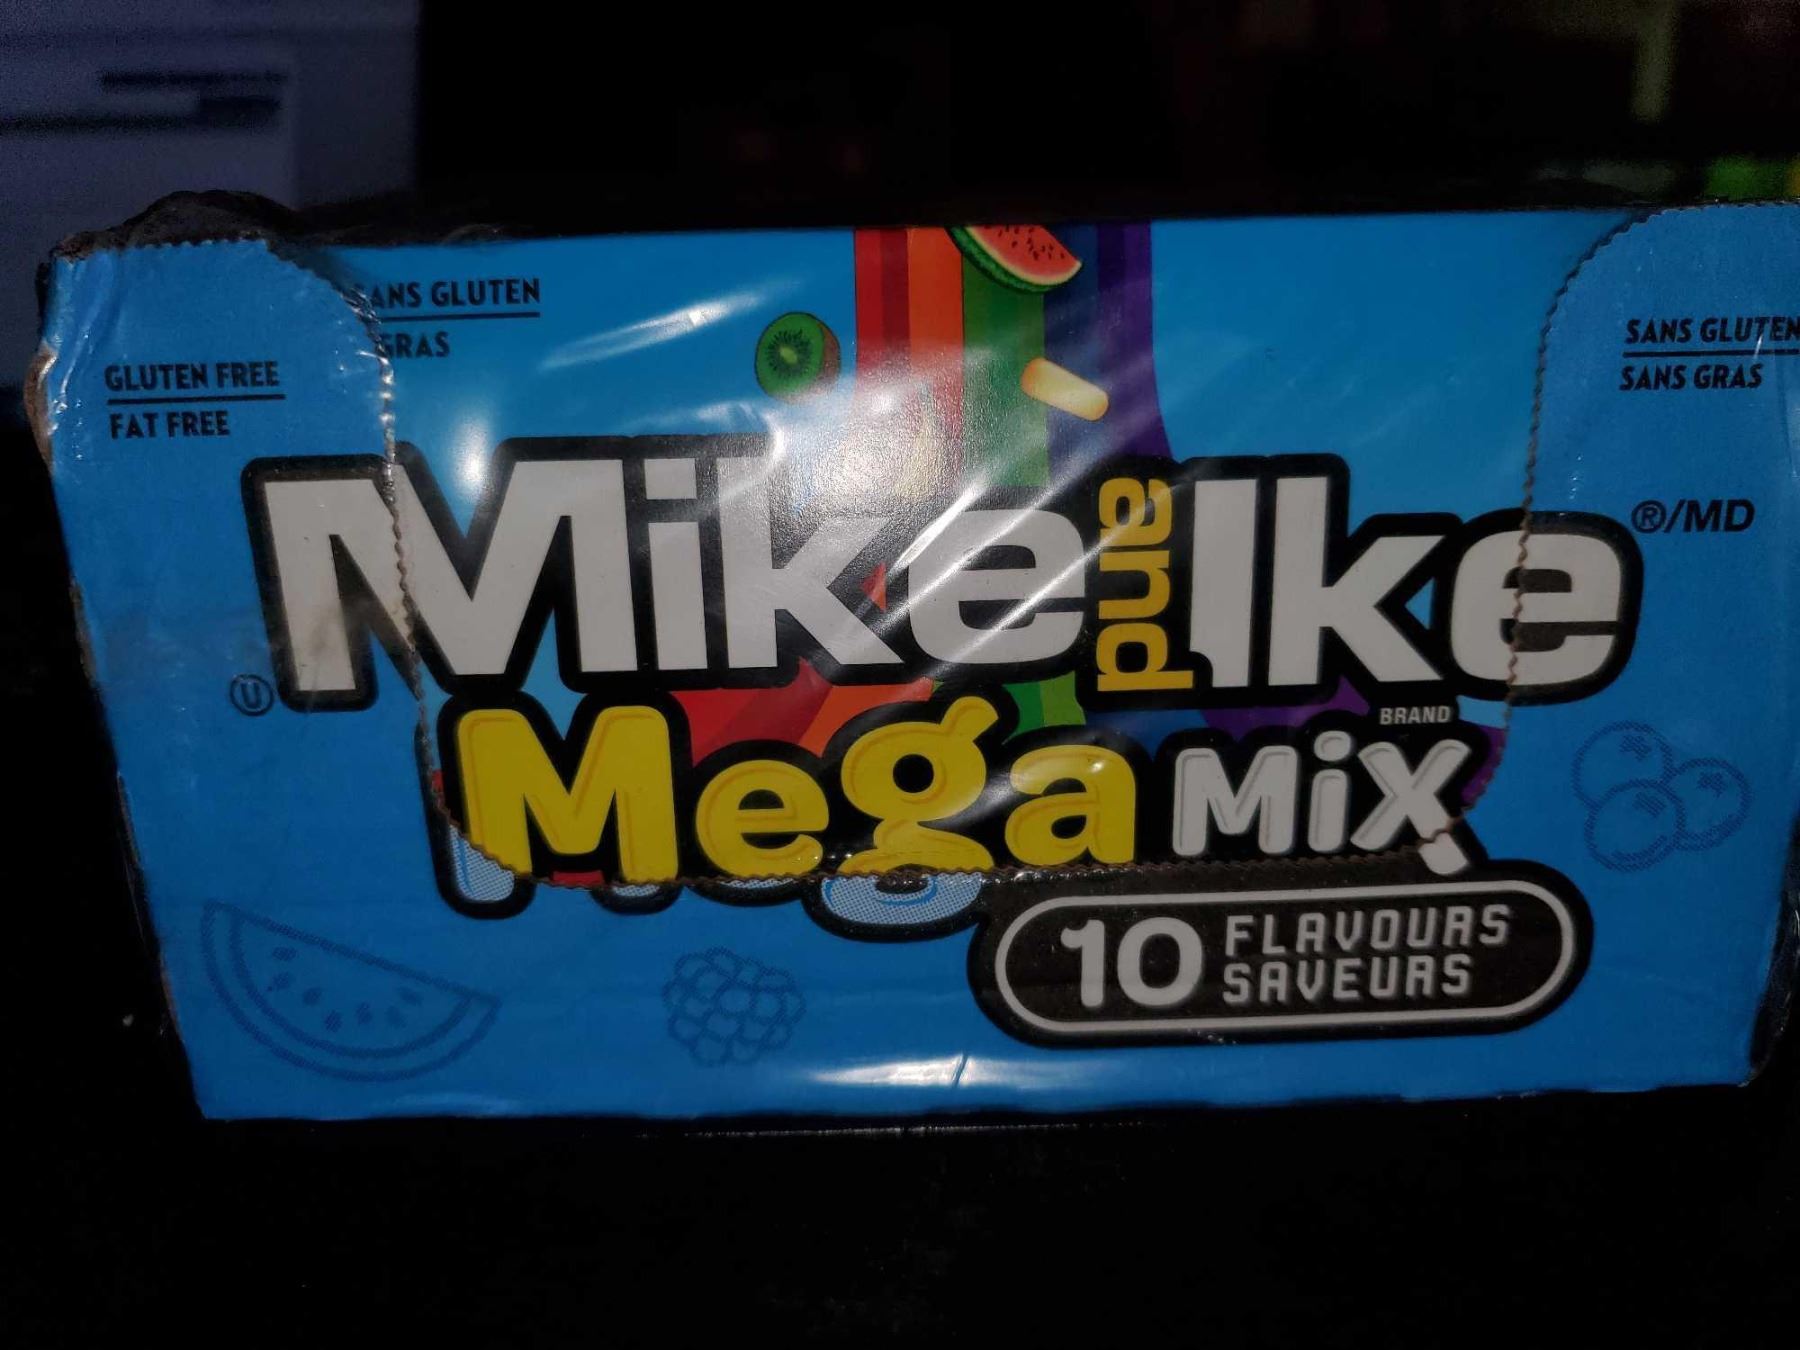 SANS GLUTEN
GRAS
GLUTEN FREE
FAT FREE
SANS GLUTEN
SANS GRAS
Mike and Ike
®/MD
U
BRAND
Mega Mix
10 FLAVOURS
SAVEURS